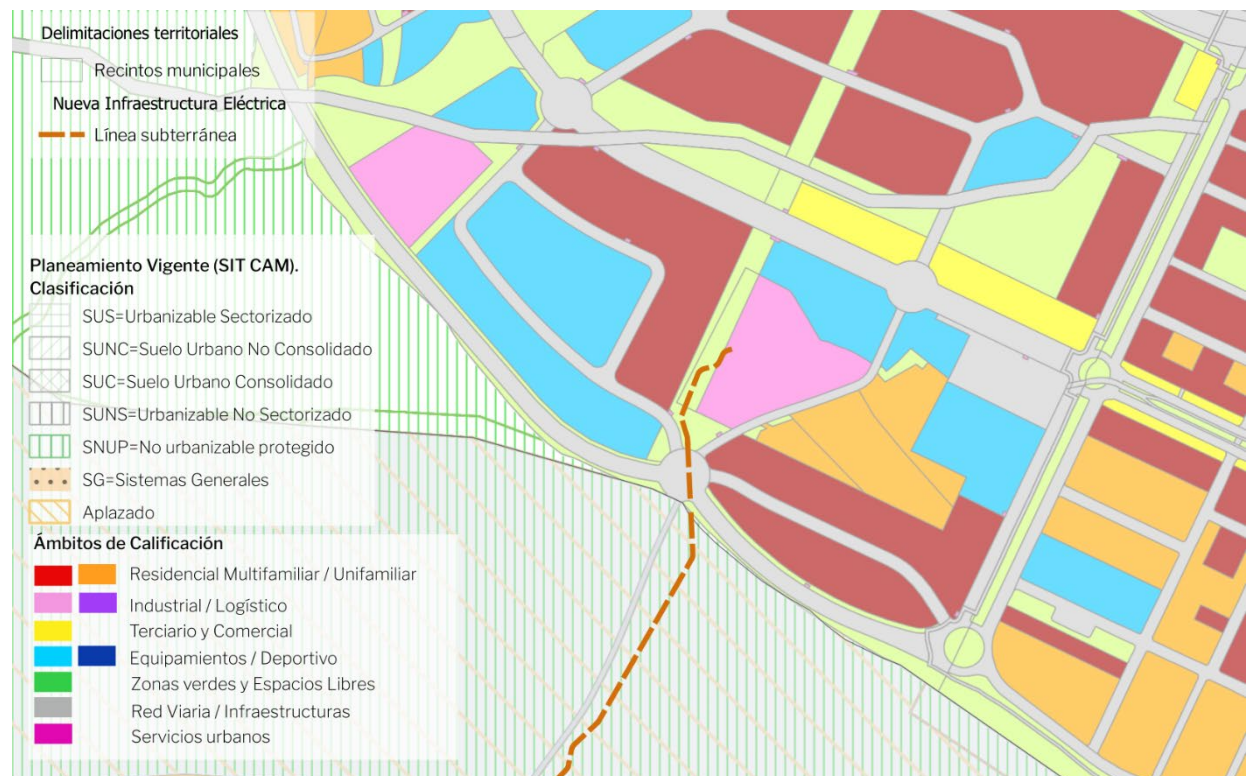 Delimitaciones territoriales
Recintos municipales
Nueva Infraestructura Eléctrica
Línea subterránea
Planeamiento Vigente (SIT CAM).
Clasificación
SUS=Urbanizable Sectorizado
SUNC=Suelo Urbano No Consolidado
SUC=Suelo Urbano Consolidado
SUNS=Urbanizable No Sectorizado
SNUP=No urbanizable protegido
SG=Sistemas Generales
Aplazado
Ámbitos de Calificación
Residencial Multifamiliar / Unifamiliar
Industrial / Logístico
Terciario y Comercial
Equipamientos / Deportivo
Zonas verdes y Espacios Libres
Red Viaria / Infraestructuras
Servicios urbanos